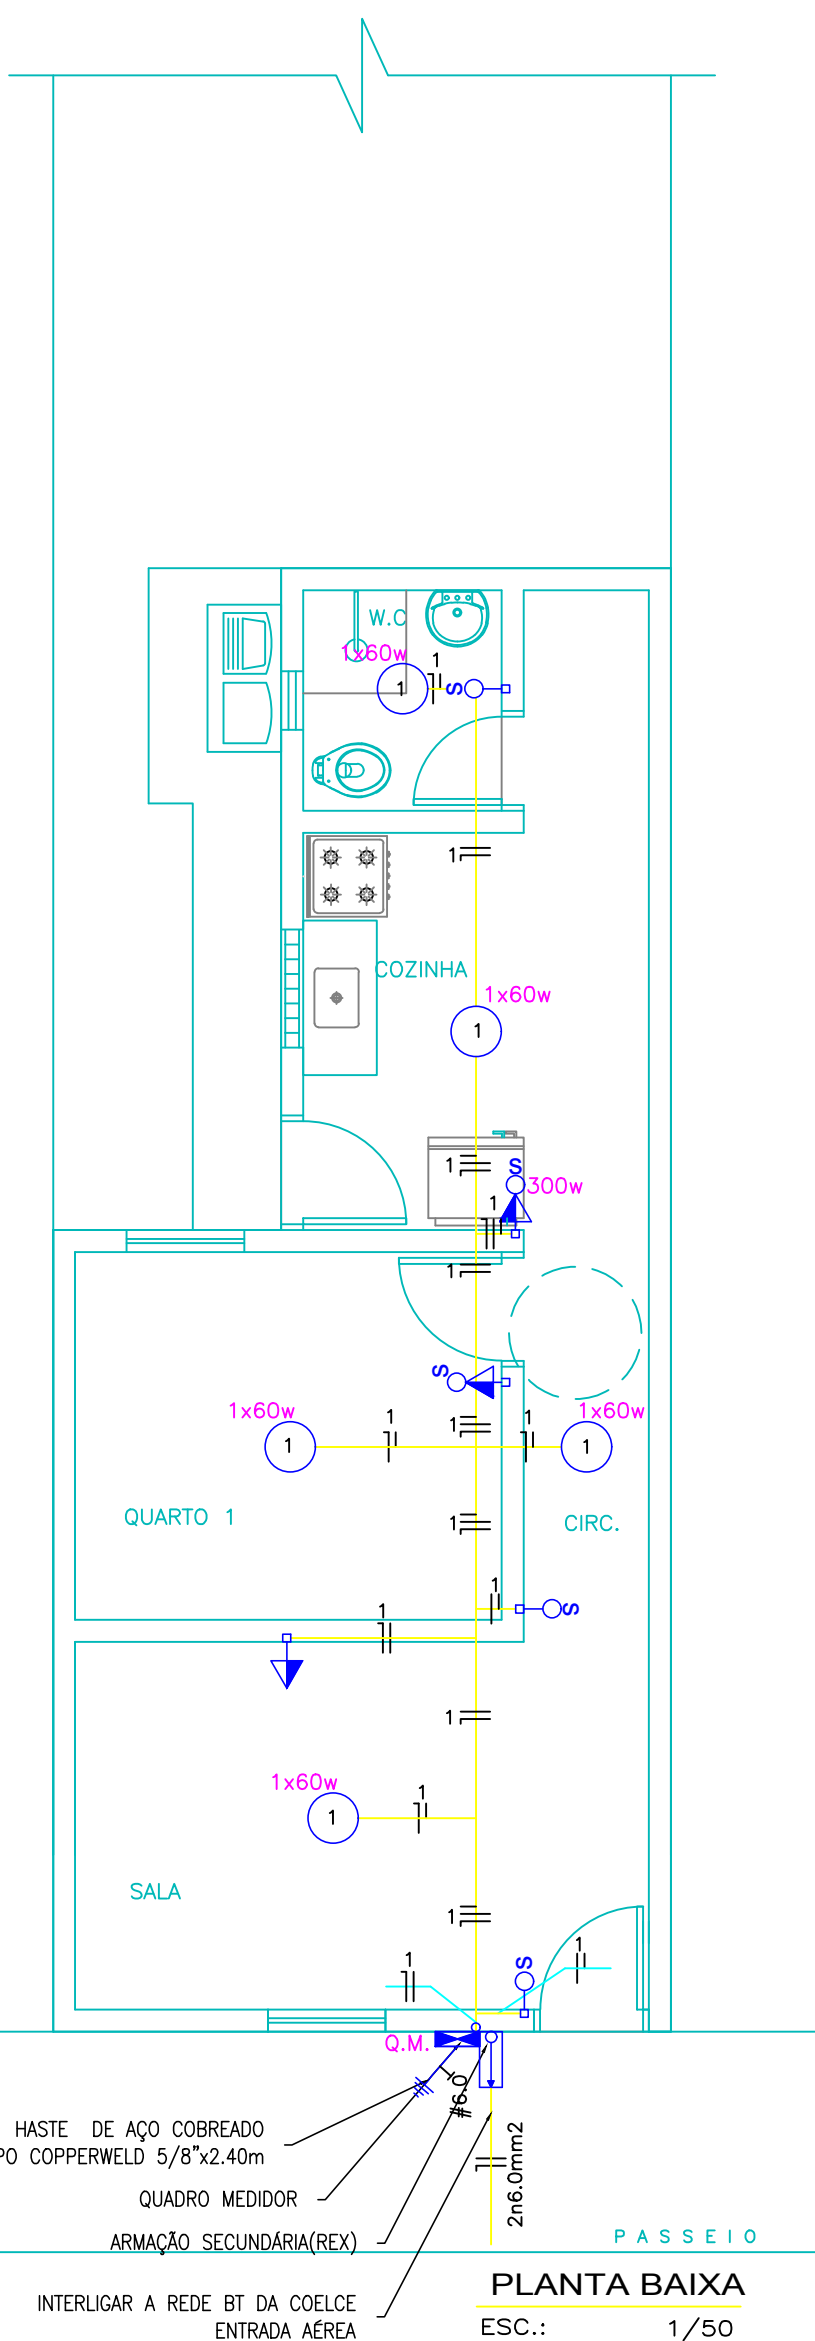 W.C
1x60w
1
1
S
1
COZINHA
1x60w
1
1
S
300w
1
1
S
1x60w
1
1
1x60w
1
1
1
QUARTO 1
1
CIRC.
1
S
1
1
1x60w
1
1
SALA
1
1
S
1
Q.M.
#6.0
HASTE DE AÇO COBREADO
PO COPPERWELD 5/8"x2.40m
2n6.0mm2
QUADRO MEDIDOR
ARMAÇÃO SECUNDÁRIA(REX)
PASSEIO
INTERLIGAR A REDE BT DA COELCE
ENTRADA AÉREA
PLANTA BAIXA
ESC.: 1/50